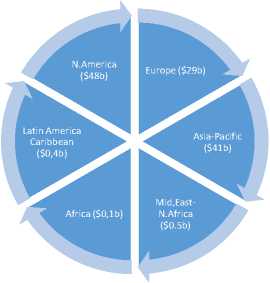 N.America
($48b)
Europe ($29b)
Asia-Pacific
($41b)
Mid,East-
N.Africa
($0.5b)
Africa ($0,1b)
Latin America
Caribbean
($0,4b)